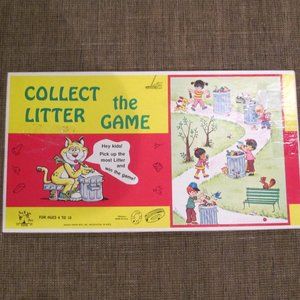 COLLECT the
LITTER GAME
Hey kids!
Pick up the
most Litter
and
win the game!
FOR AGES 4 TO 10